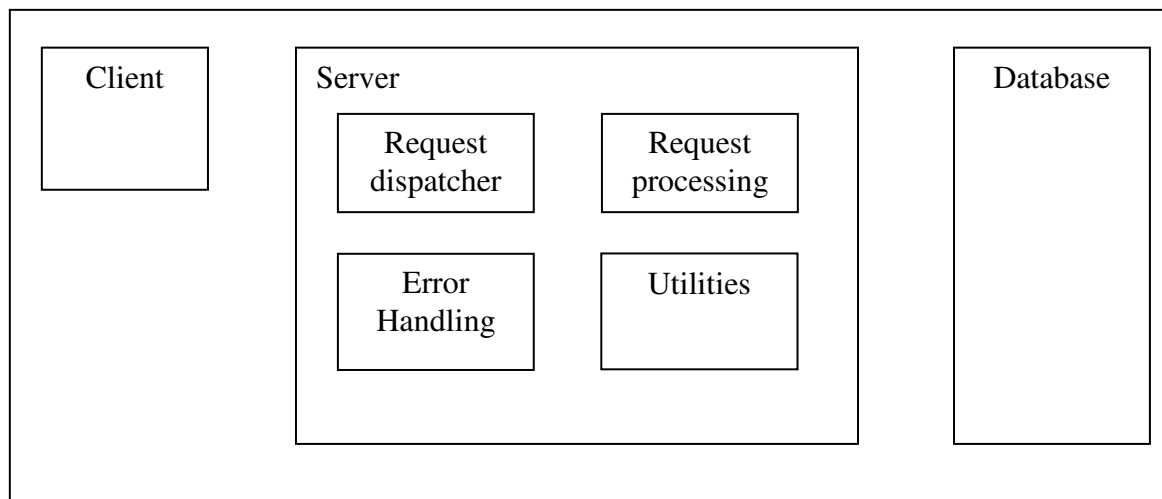 Client
Server
Request
dispatcher
Request
processing
Error
Handling
Utilities
Database